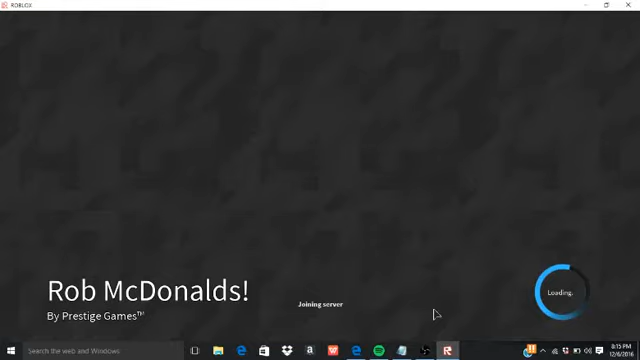 ROBLOX
Rob McDonalds!
By Prestige Games™
Joining server
Loading.
Search the web and Windows
8:15 PM
12/6/2016